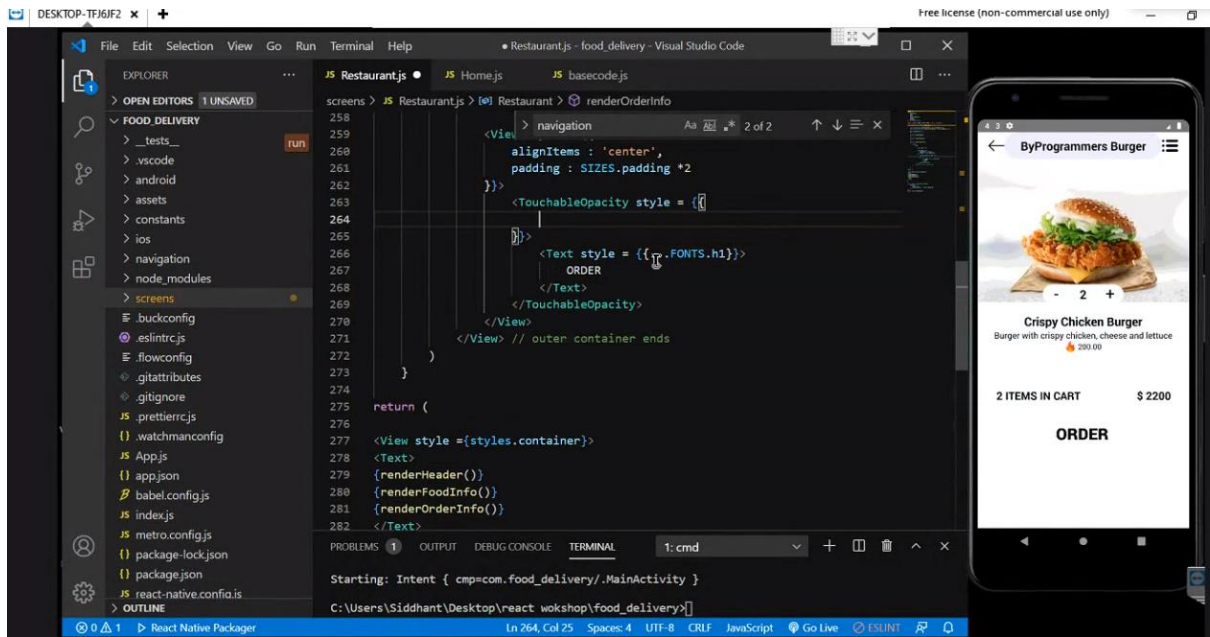 DESKTOP-TFJ6JF2
Free license (non-commercial use only)
File Edit Selection View Go Run Terminal Help
● Restaurant.js - food_delivery - Visual Studio Code
EXPLORER
OPEN EDITORS 1 UNSAVED
FOOD_DELIVERY
__tests__
run
.vscode
android
assets
constants
ios
navigation
node_modules
screens
.buckconfig
.eslintrc.js
.flowconfig
.gitattributes
.gitignore
JS .prettierrc.js
{} .watchmanconfig
JS App.js
{} app.json
babel.config.js
JS index.js
JS metro.config.js
{} package-lock.json
{} package.json
JS react-native.config.js
OUTLINE
JS Restaurant.js ●
JS Home.js
JS basecode.js
screens > JS Restaurant.js > Restaurant > renderOrderInfo
navigation
Aa Abl .* 2 of 2
258
259 <View
260 alignItems : 'center',
261 padding : SIZES.padding *2
262 }}>
263 <TouchableOpacity style = {{
264
265 }}>
266 <Text style = {{...FONTS.h1}}>
267 ORDER
268 </Text>
269 </TouchableOpacity>
270 </View>
271 </View> // outer container ends
272 )
273 }
274
275 return (
276
277 <View style ={styles.container}>
278 <Text>
279 {renderHeader()}
280 {renderFoodInfo()}
281 {renderOrderInfo()}
282 </Text>
PROBLEMS 1 OUTPUT DEBUG CONSOLE TERMINAL
1: cmd
Starting: Intent { cmp=com.food_delivery/.MainActivity }
C:\Users\Siddhant\Desktop\react wokshop\food_delivery>
0 1 React Native Packager
Ln 264, Col 25 Spaces: 4 UTF-8 CRLF JavaScript Go Live ESLINT
4:30
ByProgrammers Burger
- 2 +
Crispy Chicken Burger
Burger with crispy chicken, cheese and lettuce
200.00
2 ITEMS IN CART
$ 2200
ORDER